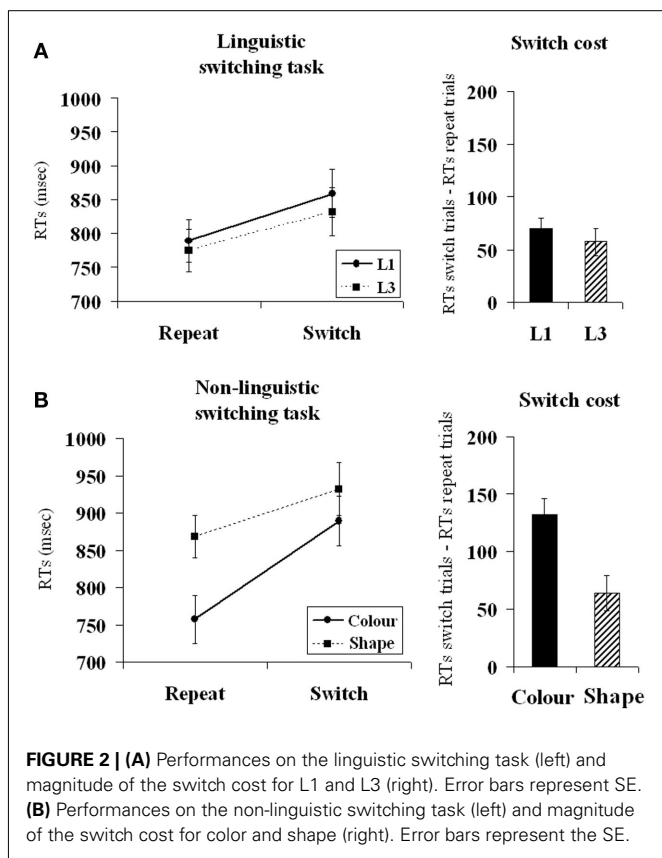 A
Linguistic
switching task
1000
950
900
850
800
750
700
RTs (msec)
L1
L3
Repeat
Switch
Switch cost
200
150
100
50
0
RTs switch trials - RTs repeat trials
L1
L3
B
Non-linguistic
switching task
1000
950
900
850
800
750
700
RTs (msec)
Colour
Shape
Repeat
Switch
Switch cost
200
150
100
50
0
RTs switch trials - RTs repeat trials
Colour
Shape
FIGURE 2 | (A) Performances on the linguistic switching task (left) and
magnitude of the switch cost for L1 and L3 (right). Error bars represent SE.
(B) Performances on the non-linguistic switching task (left) and magnitude
of the switch cost for color and shape (right). Error bars represent the SE.